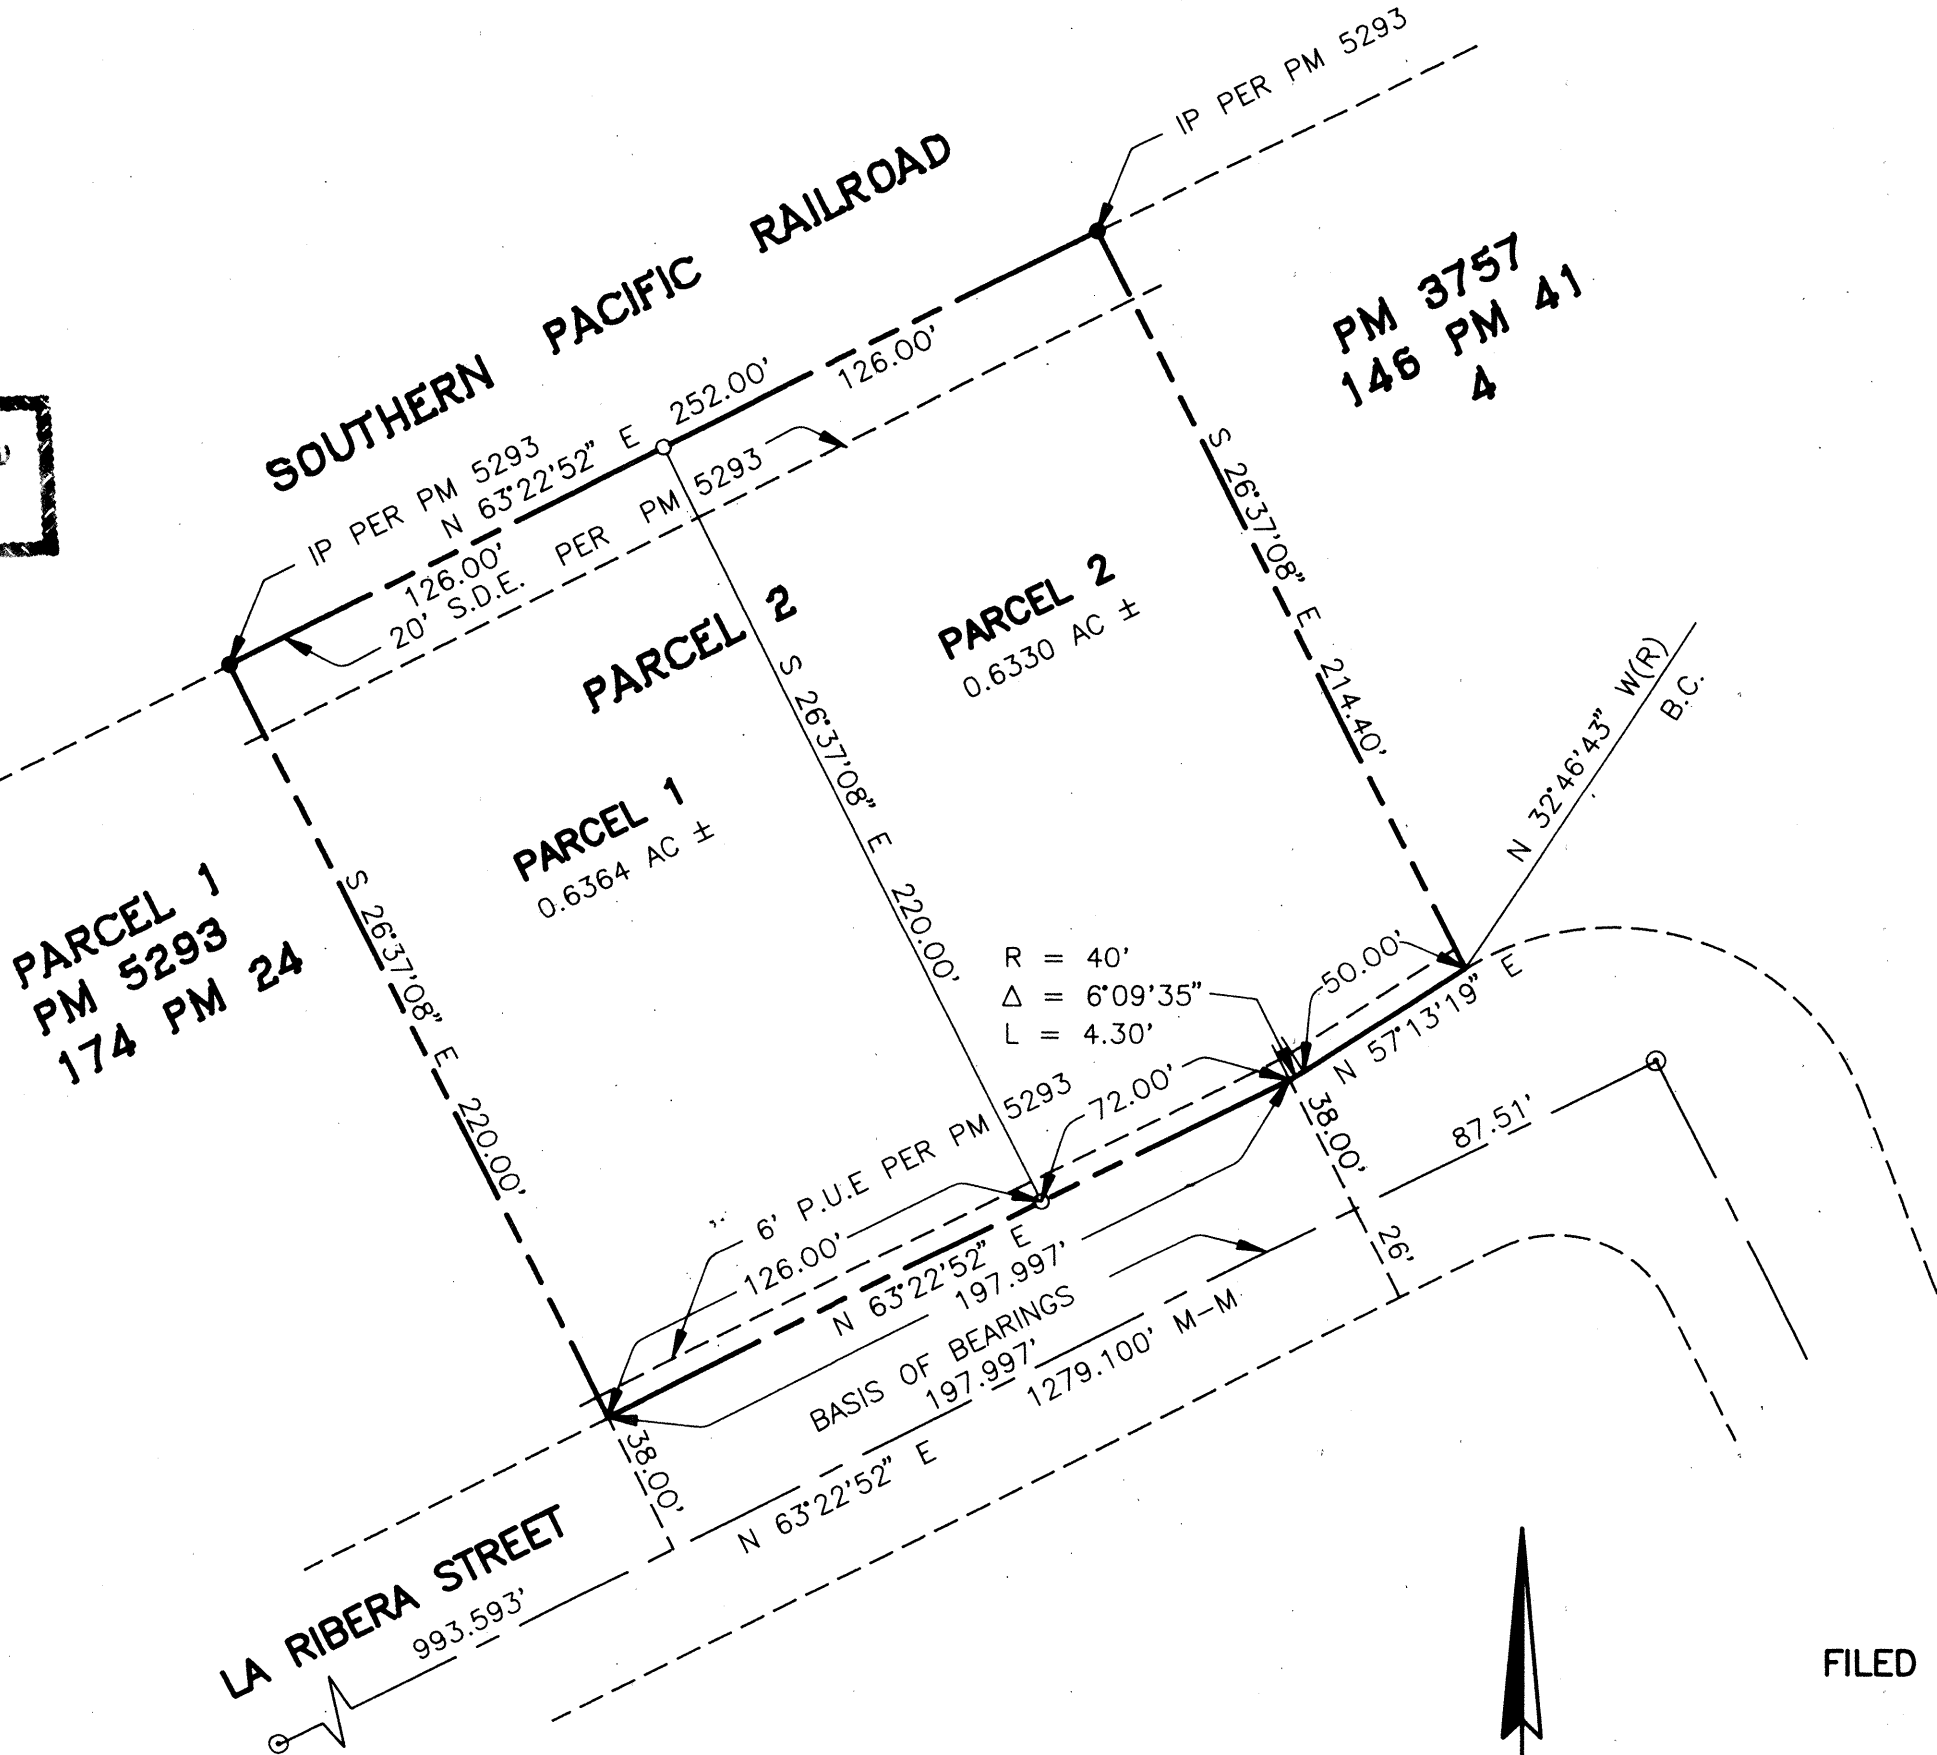 IP PER PM 5293
SOUTHERN PACIFIC RAILROAD
PM 3757
146 PM 41
4
252.00'
126.00'
IP PER PM 5293
N 63°22'52" E
126.00'
20' S.D.E. PER PM 5293
S 26°37'08" E 214.40'
PARCEL 2
PARCEL 2
0.6330 AC ±
S 26°37'08" E 220.00'
N 32°46'43" W(R)
B.C.
PARCEL 1
0.6364 AC ±
PARCEL 1
PM 5293
174 PM 24
S 26°37'08" E 220.00'
R = 40'
Δ = 6°09'35"
L = 4.30'
50.00'
N 57°13'19" E
72.00'
38.00'
87.51'
6' P.U.E PER PM 5293
126.00'
N 63°22'52" E
197.997'
26'
BASIS OF BEARINGS
197.997'
1279.100' M-M
N 63°22'52" E
38.00'
LA RIBERA STREET
993.593'
FILED